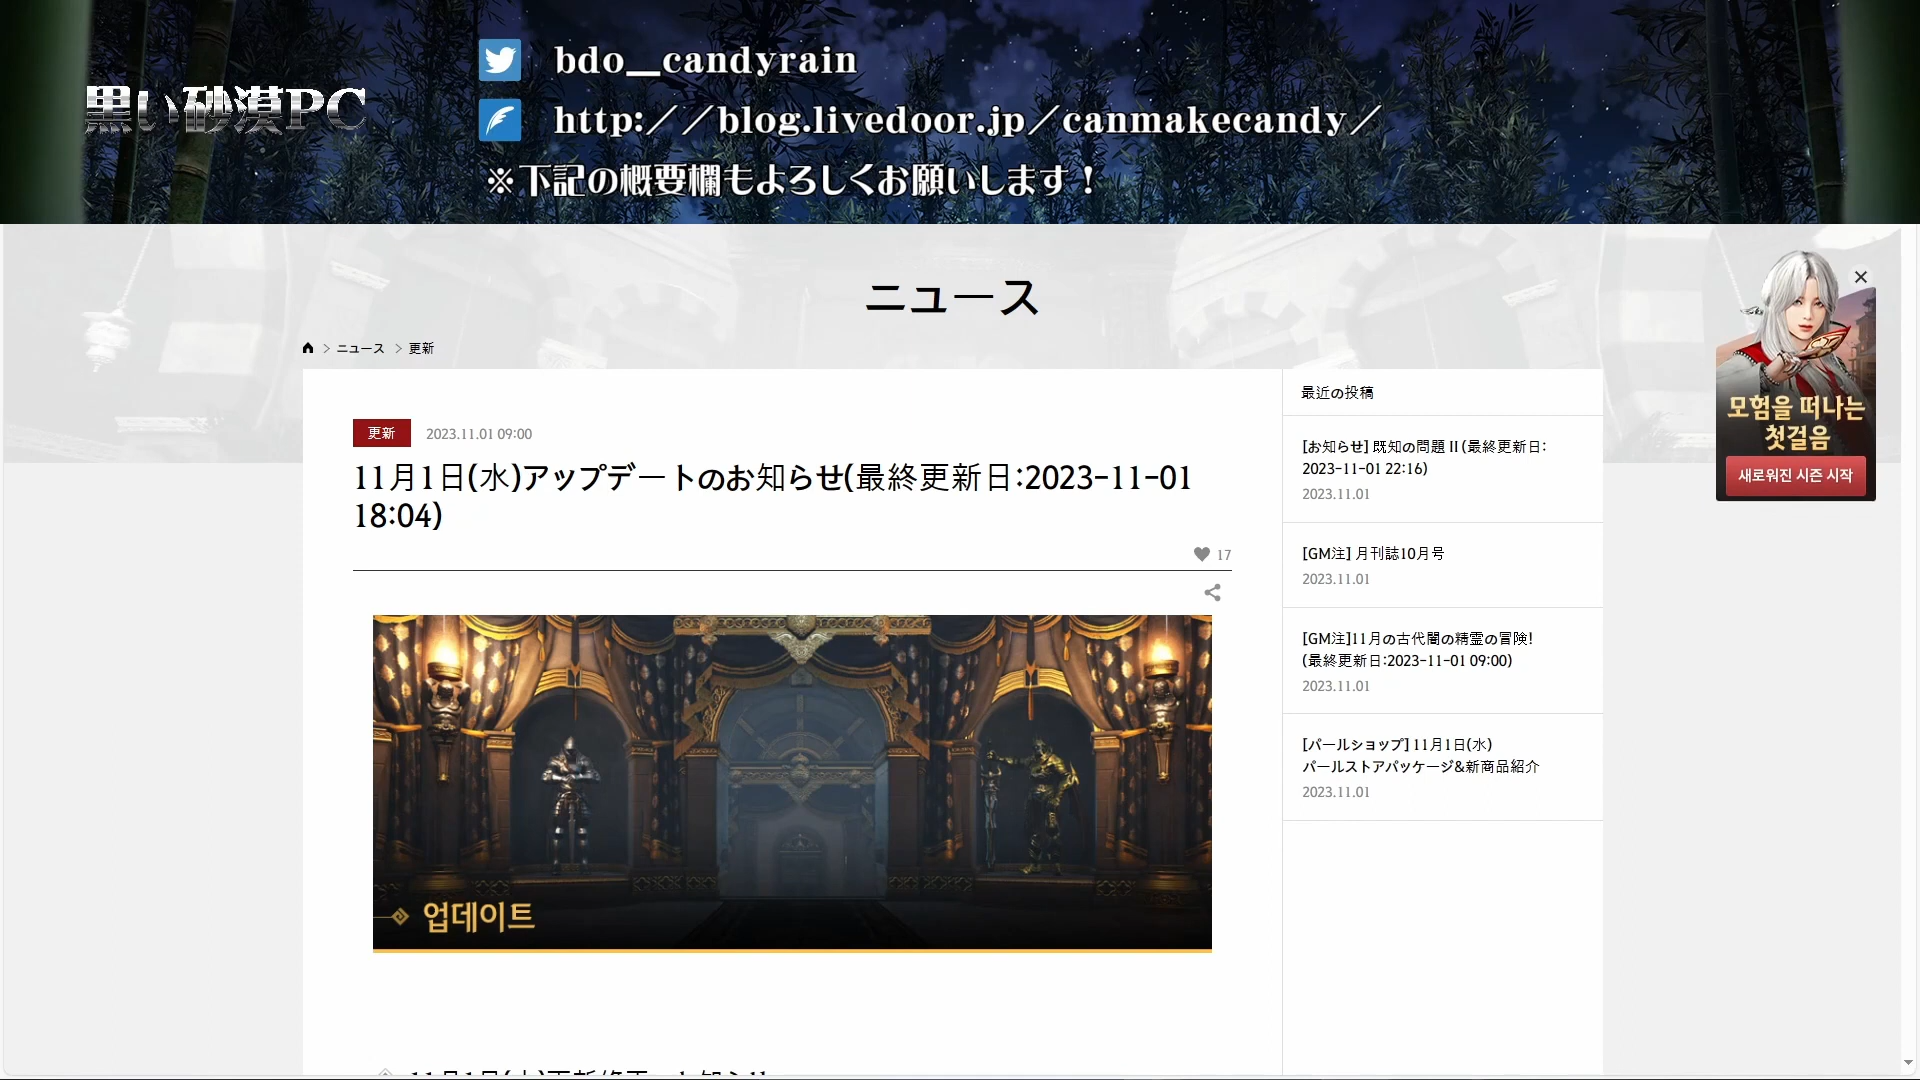 黒い砂漠PC
bdo_candyrain
http://blog.livedoor.jp/canmakecandy/
※下記の概要欄もよろしくお願いします！
ニュース
ニュース > 更新
更新 2023.11.01 09:00
11月1日(水)アップデートのお知らせ(最終更新日:2023-11-01
18:04)
17
업데이트
最近の投稿
[お知らせ] 既知の問題Ⅱ(最終更新日:
2023-11-01 22:16)
2023.11.01
[GM注] 月刊誌10月号
2023.11.01
[GM注]11月の古代闇の精霊の冒険!
(最終更新日:2023-11-01 09:00)
2023.11.01
[パールショップ] 11月1日(水)
パールストアパッケージ&新商品紹介
2023.11.01
모험을 떠나는
첫걸음
새로워진 시즌 시작